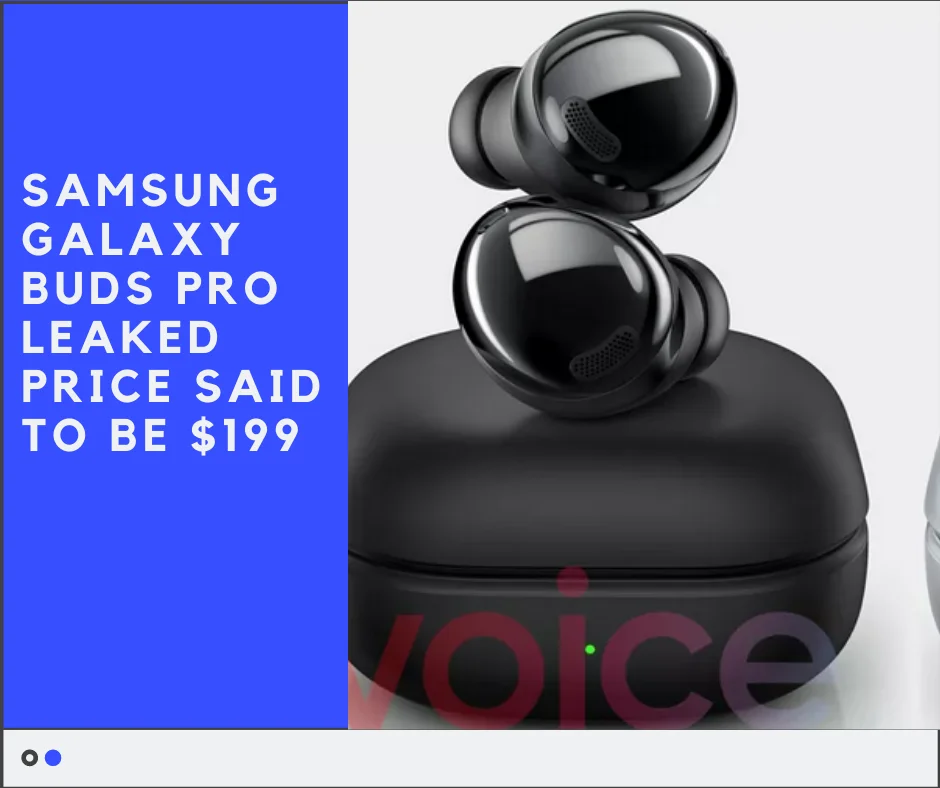 SAMSUNG
GALAXY
BUDS PRO
LEAKED
PRICE SAID
TO BE $199
voice